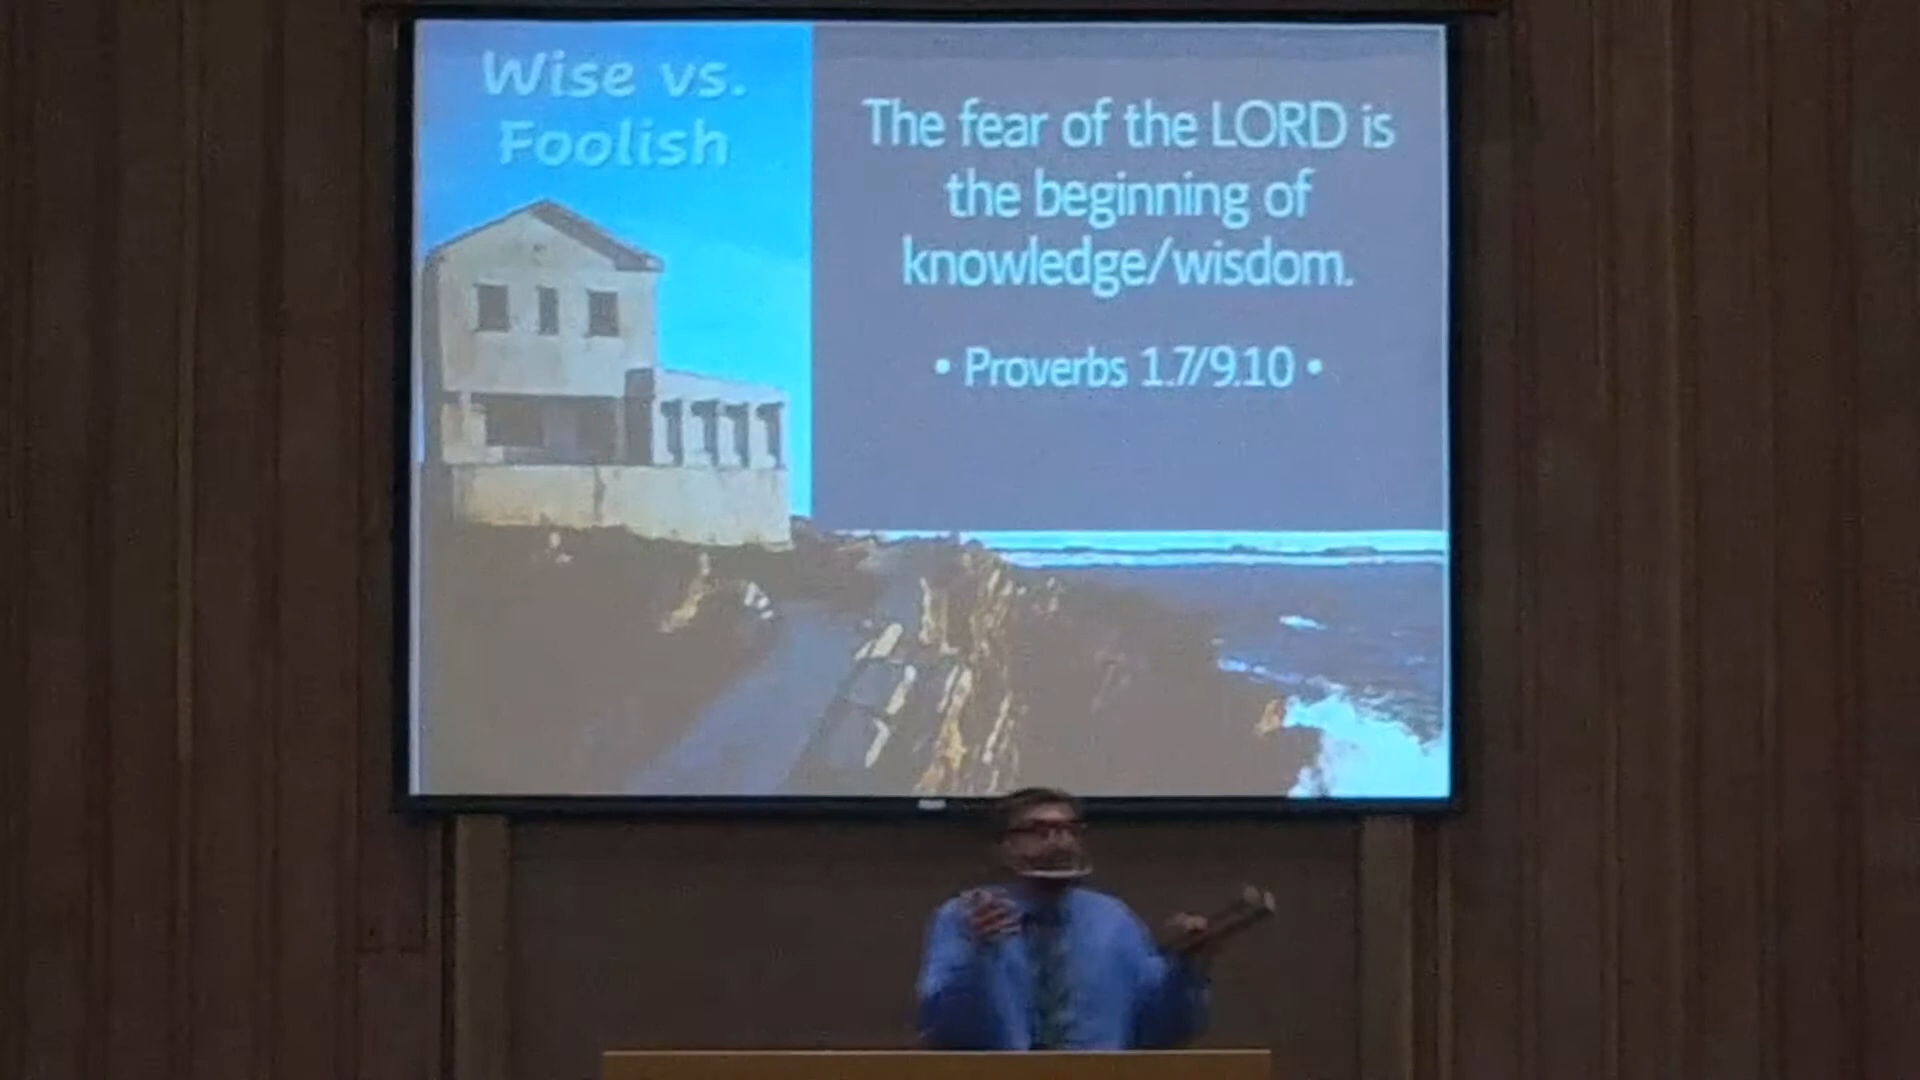 Wise vs.
Foolish
The fear of the LORD is
the beginning of
knowledge/wisdom.
• Proverbs 1.7/9.10 •